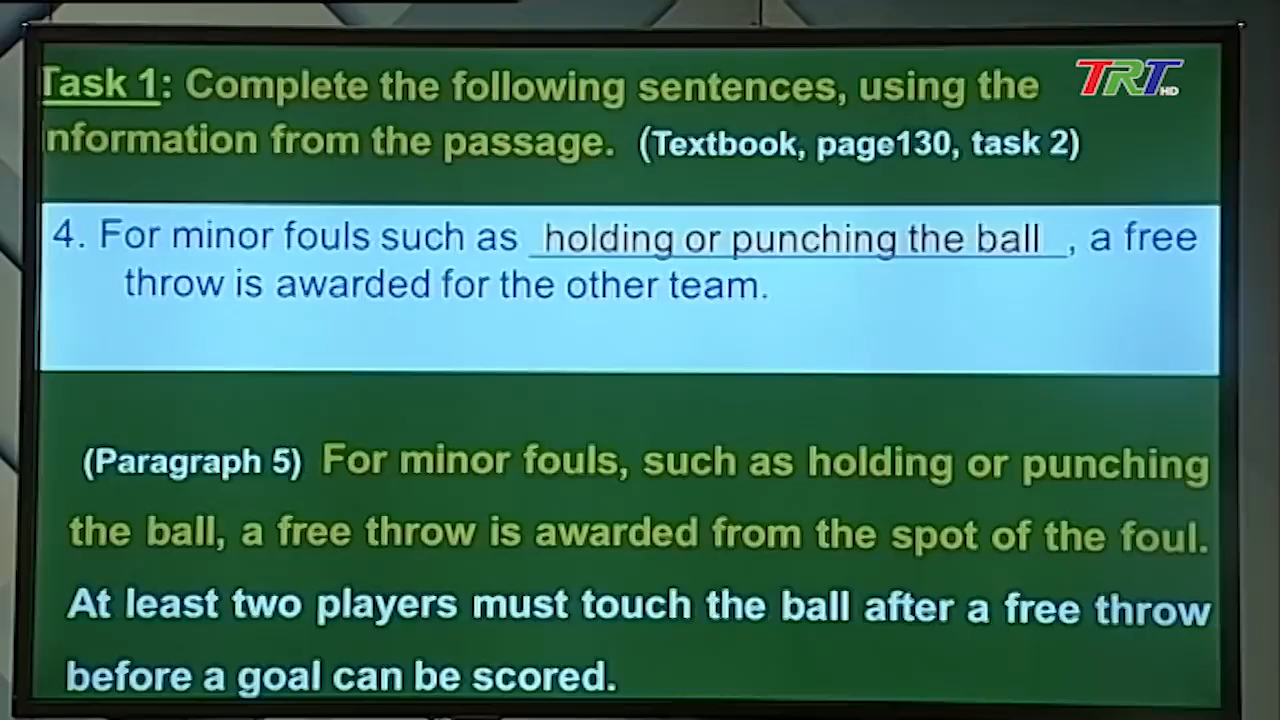 Task 1: Complete the following sentences, using the
nformation from the passage. (Textbook, page130, task 2)
TRT HD
4. For minor fouls such as holding or punching the ball, a free
throw is awarded for the other team.
(Paragraph 5) For minor fouls, such as holding or punching
the ball, a free throw is awarded from the spot of the foul.
At least two players must touch the ball after a free throw
before a goal can be scored.